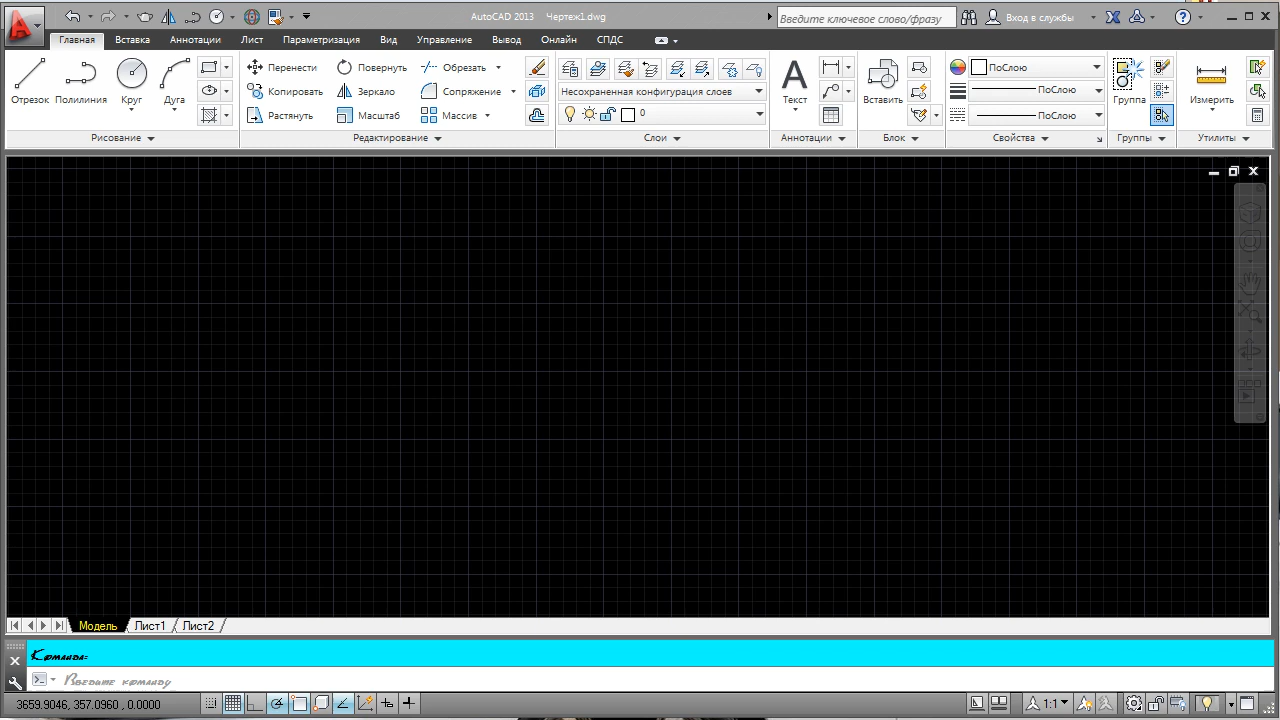 AutoCAD 2013 Чертеж1.dwg
Введите ключевое слово/фразу
Вход в службы
Главная Вставка Аннотации Лист Параметризация Вид Управление Вывод Онлайн СПДС
Отрезок Полилиния Круг Дуга
Рисование
Перенести Повернуть Обрезать
Копировать Зеркало Сопряжение
Растянуть Масштаб Массив
Редактирование
Несохраненная конфигурация слоев
0
Слои
Текст
Аннотации
Вставить
Блок
ПоСлою
ПоСлою
ПоСлою
Свойства
Группа
Группы
Измерить
Утилиты
Модель Лист1 Лист2
Команда:
Введите команду
3659.9046, 357.0960 , 0.0000
1:1